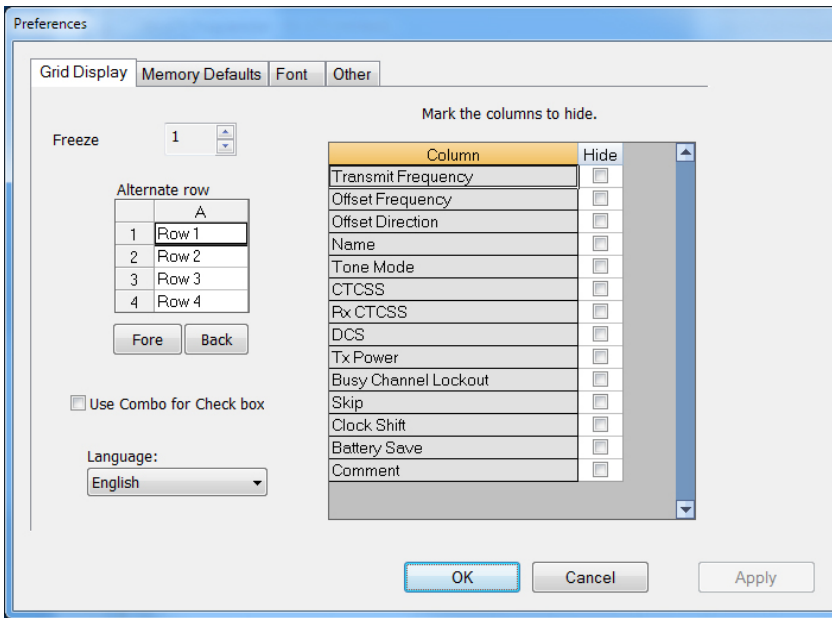 Preferences
Grid Display Memory Defaults Font Other
Mark the columns to hide.
Freeze 1
Alternate row
A
1 Row 1
2 Row 2
3 Row 3
4 Row 4
Fore Back
Use Combo for Check box
Language:
English
Column Hide
Transmit Frequency
Offset Frequency
Offset Direction
Name
Tone Mode
CTCSS
Rx CTCSS
DCS
Tx Power
Busy Channel Lockout
Skip
Clock Shift
Battery Save
Comment
OK Cancel Apply